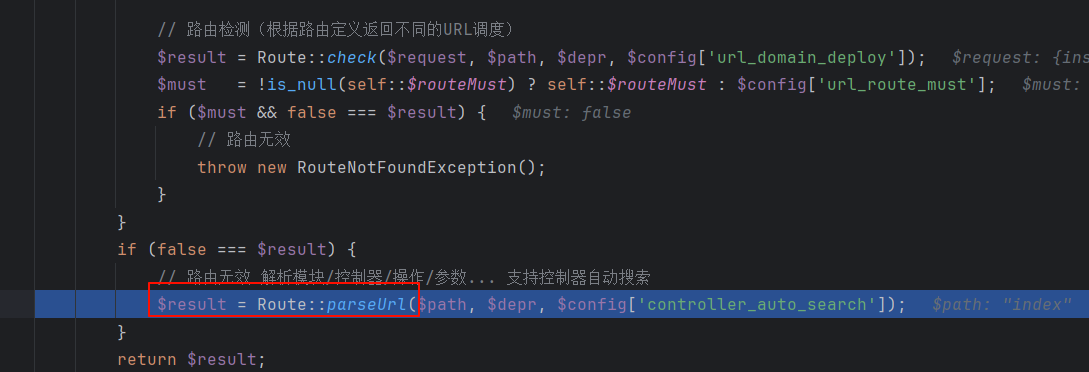 // 路由检测（根据路由定义返回不同的URL调度）
$result = Route::check($request, $path, $depr, $config['url_domain_deploy']); $request: {ins
$must = !is_null(self::$routeMust) ? self::$routeMust : $config['url_route_must']; $must:
if ($must && false === $result) { $must: false
// 路由无效
throw new RouteNotFoundException();
}
}
if (false === $result) {
// 路由无效 解析模块/控制器/操作/参数... 支持控制器自动搜索
$result = Route::parseUrl($path, $depr, $config['controller_auto_search']); $path: "index"
}
return $result;